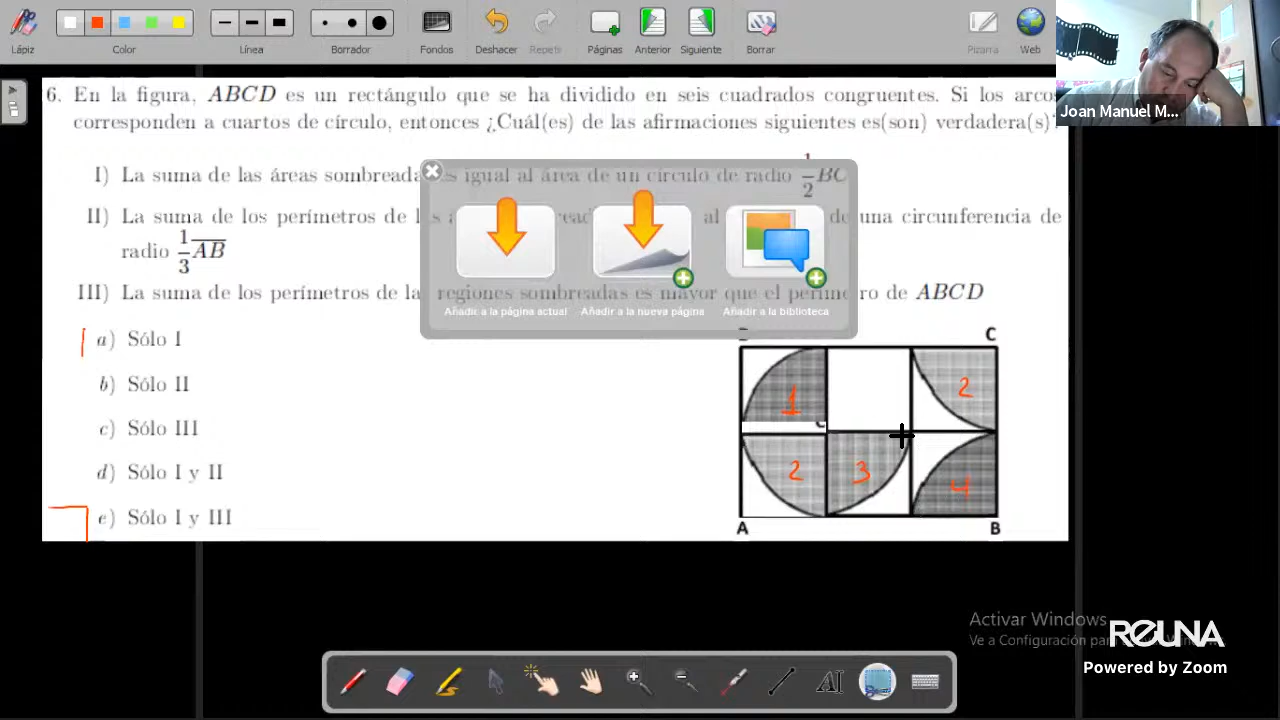 Lápiz Color Línea Borrador Fondos Deshacer Repetir Páginas Anterior Siguiente Borrar Pizarra Web
Joan Manuel M...
6. En la figura, ABCD es un rectángulo que se ha dividido en seis cuadrados congruentes. Si los arcos
corresponden a cuartos de círculo, entonces ¿Cuál(es) de las afirmaciones siguientes es(son) verdadera(s)
I) La suma de las áreas sombreada es igual al área de un círculo de radio 1/2 BC
II) La suma de los perímetros de l al de una circunferencia de
radio 1/3 AB
III) La suma de los perímetros de la regiones sombreadas es mayor que el perímetro de ABCD
Añadir a la página actual Añadir a la nueva página Añadir a la biblioteca
a) Sólo I
b) Sólo II
c) Sólo III
d) Sólo I y II
e) Sólo I y III
C
1 2
C
2 3 4
A B
Activar Windows
Ve a Configuración par
REUNA
Powered by Zoom
AI